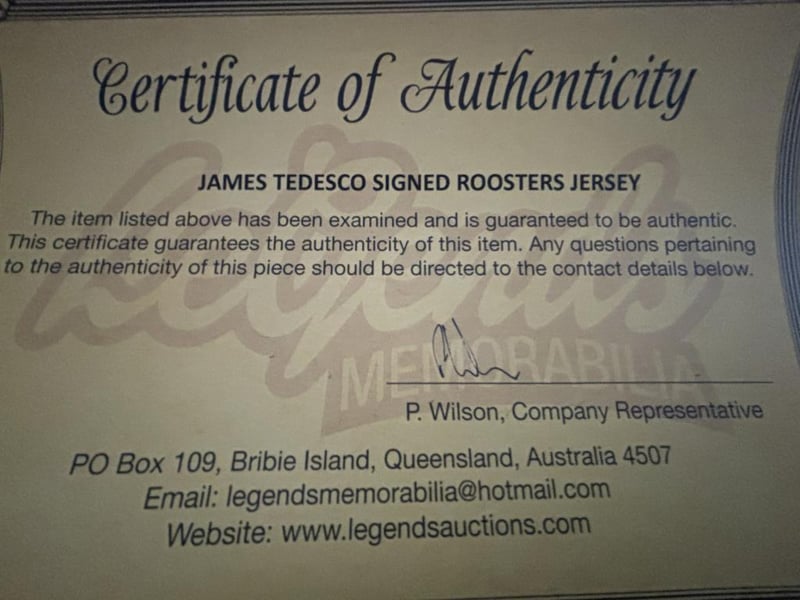 Certificate of Authenticity
JAMES TEDESCO SIGNED ROOSTERS JERSEY
The item listed above has been examined and is guaranteed to be authentic.
This certificate guarantees the authenticity of this item. Any questions pertaining
to the authenticity of this piece should be directed to the contact details below.
Legends
MEMORABILIA
P. Wilson, Company Representative
PO Box 109, Bribie Island, Queensland, Australia 4507
Email: legendsmemorabilia@hotmail.com
Website: www.legendsauctions.com